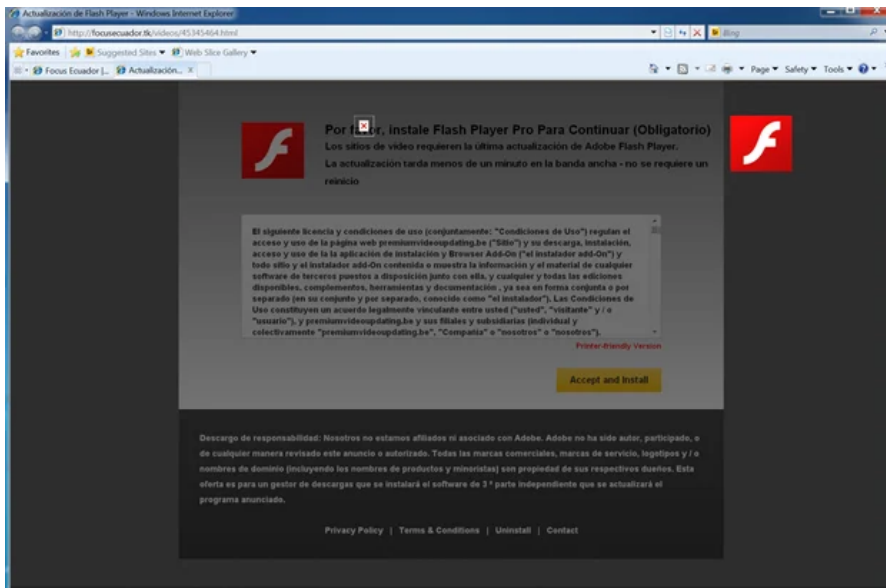 Actualización de Flash Player - Windows Internet Explorer
http://focusecuador.tk/videos/45345464.html
Bing
Favorites Suggested Sites Web Slice Gallery
Focus Ecuador |... Actualización... X
Page Safety Tools
Por favor, instale Flash Player Pro Para Continuar (Obligatorio)
Los sitios de video requieren la última actualización de Adobe Flash Player.
La actualización tarda menos de un minuto en la banda ancha - no se requiere un
reinicio
El siguiente licencia y condiciones de uso (conjuntamente: "Condiciones de Uso") regulan el
acceso y uso de la página web premiumvideoupdating.be ("Sitio") y su descarga, instalación,
acceso y uso de la la aplicación de instalación y Browser Add-On ("el instalador add-On") y
todo sitio y el instalador add-On contenida o muestra la información y el material de cualquier
software de terceros puestos a disposición junto con ella, y cualquier y todas las ediciones
disponibles, complementos, herramientas y documentación , ya sea en forma conjunta o por
separado (en su conjunto y por separado, conocido como "el instalador"). Las Condiciones de
Uso constituyen un acuerdo legalmente vinculante entre usted ("usted", "visitante" y / o
"usuario"), y premiumvideoupdating.be y sus filiales y subsidiarias (individual y
colectivamente "premiumvideoupdating.be", "Compañía" o "nosotros" o "nosotros").
Printer-friendly Version
Accept and Install
Descargo de responsabilidad: Nosotros no estamos afiliados ni asociado con Adobe. Adobe no ha sido autor, participado, o
de cualquier manera revisado este anuncio o autorizado. Todas las marcas comerciales, marcas de servicio, logotipos y / o
nombres de dominio (incluyendo los nombres de productos y minoristas) son propiedad de sus respectivos dueños. Esta
oferta es para un gestor de descargas que se instalará el software de 3 ª parte independiente que se actualizará el
programa anunciado.
Privacy Policy | Terms & Conditions | Uninstall | Contact